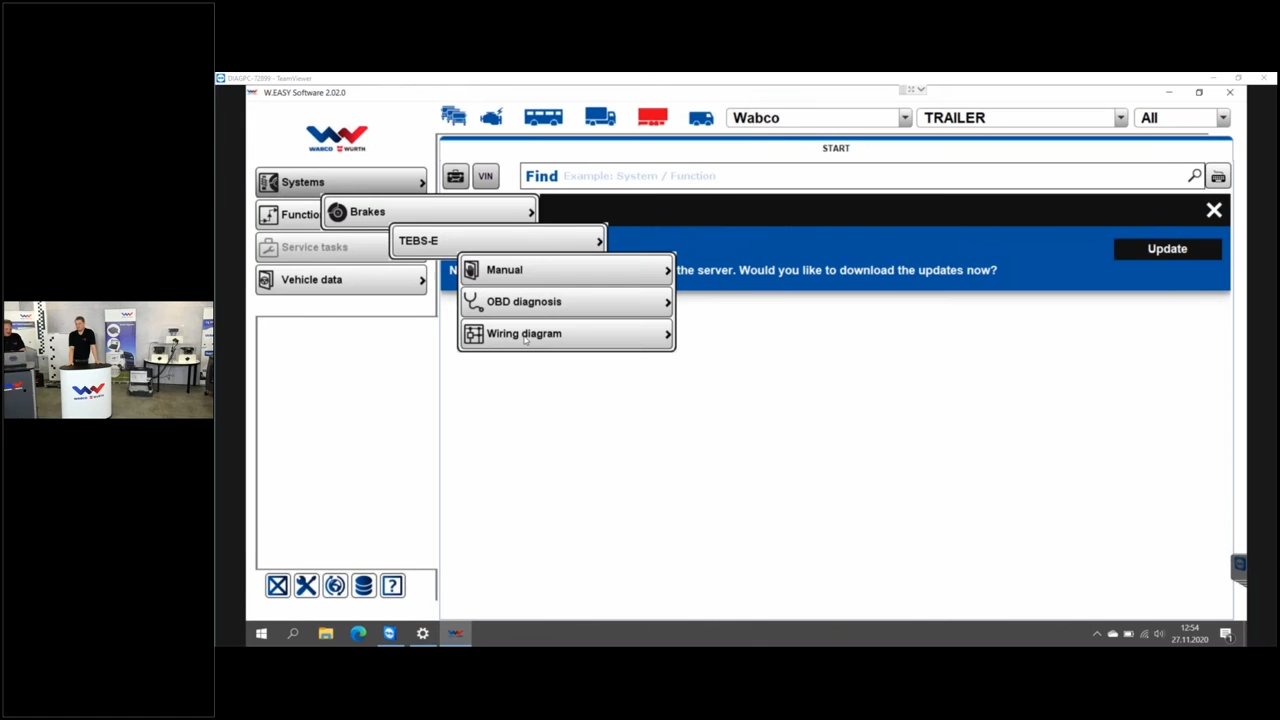 DIAGPC-72899 - TeamViewer
W.EASY Software 2.02.0
Wabco
TRAILER
All
WABCO WÜRTH
START
VIN
Find
Example: System / Function
Systems
Functio
Service tasks
Vehicle data
Brakes
TEBS-E
Manual
OBD diagnosis
Wiring diagram
N
the server. Would you like to download the updates now?
Update
12:54
27.11.2020